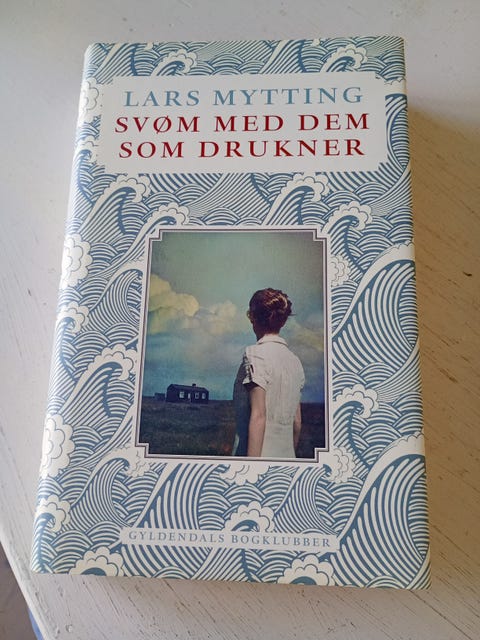 LARS MYTTING
SVØM MED DEM
SOM DRUKNER
GYLDENDALS BOGKLUBBER